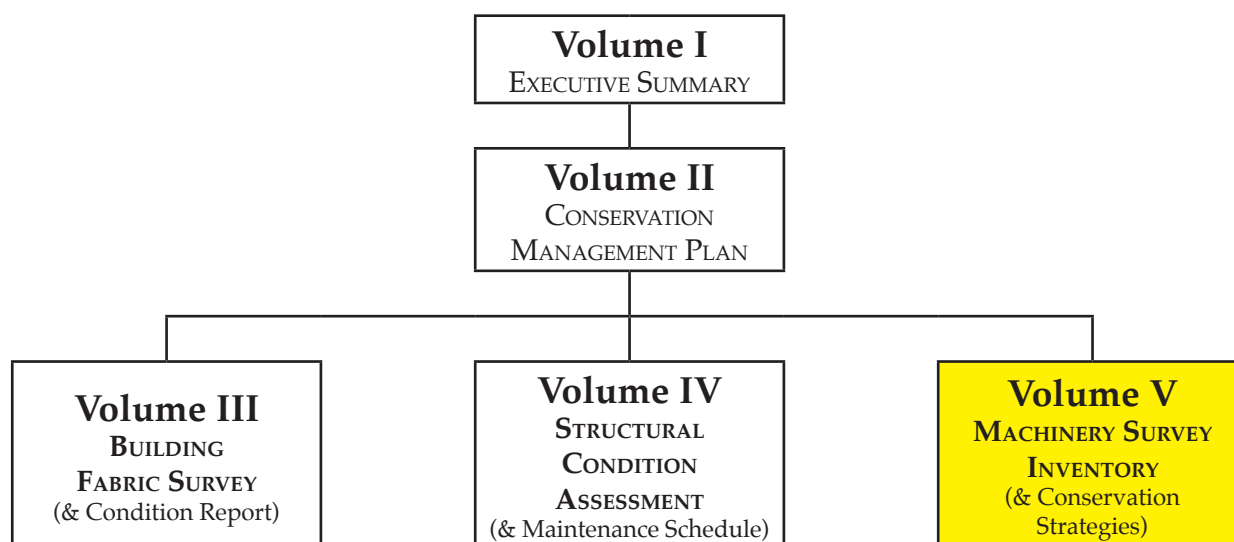 Volume I
Executive Summary
Volume II
Conservation
Management Plan
Volume III
Building
Fabric Survey
(& Condition Report)
Volume IV
Structural
Condition
Assessment
(& Maintenance Schedule)
Volume V
Machinery Survey
Inventory
(& Conservation
Strategies)